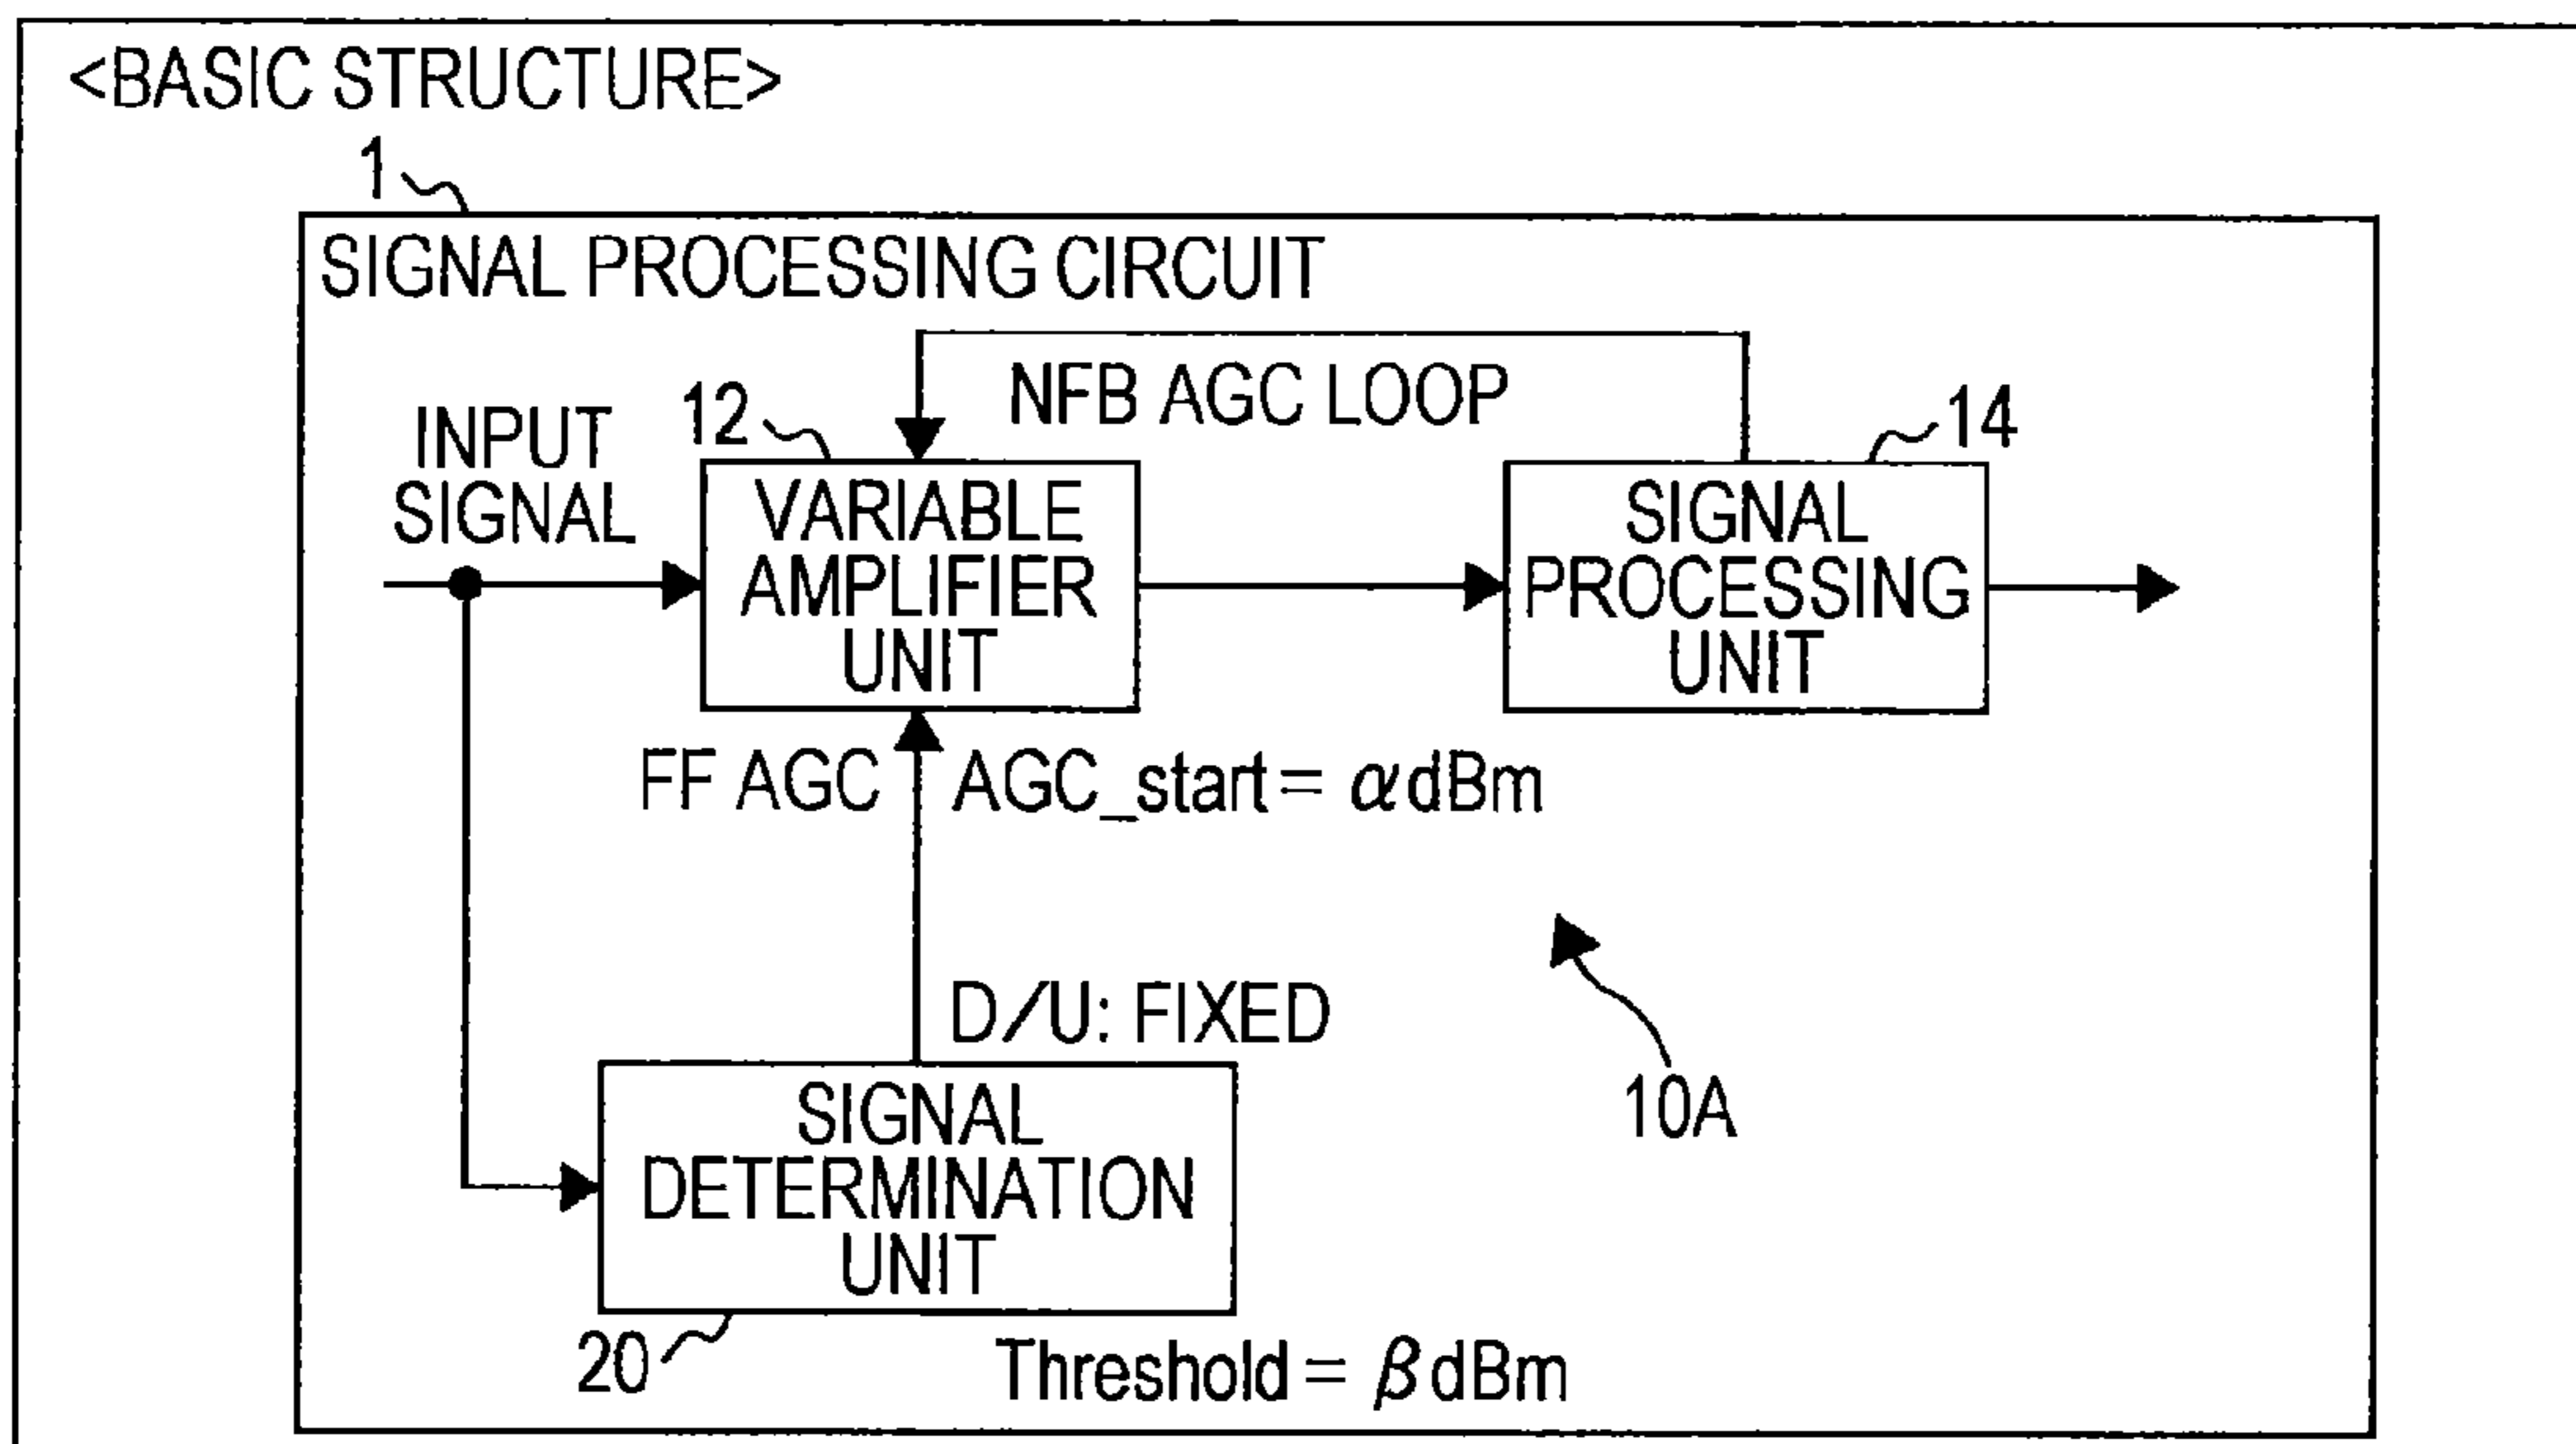 <BASIC STRUCTURE>
1
SIGNAL PROCESSING CIRCUIT
NFB AGC LOOP
INPUT
SIGNAL
12
VARIABLE
AMPLIFIER
UNIT
14
SIGNAL
PROCESSING
UNIT
FF AGC
AGC_start = α dBm
D/U: FIXED
10A
SIGNAL
DETERMINATION
UNIT
20
Threshold = β dBm